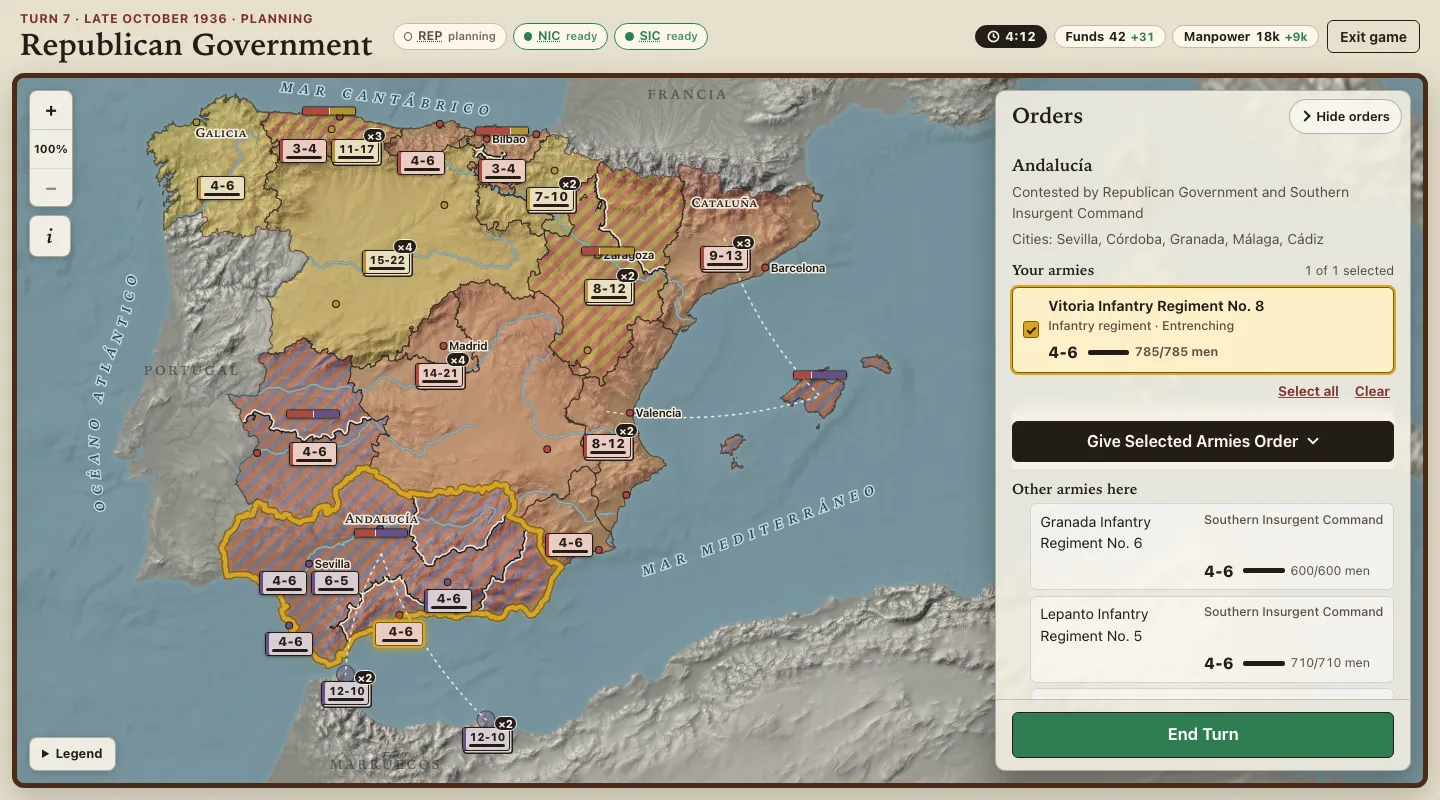 TURN 7 · LATE OCTOBER 1936 · PLANNING
Republican Government
REP planning
NIC ready
SIC ready
4:12
Funds 42 +31
Manpower 18k +9k
Exit game
+
100%
−
i
MAR CANTÁBRICO
FRANCIA
GALICIA
Bilbao
3-4
11-17
×3
4-6
3-4
4-6
7-10
×2
CATALUÑA
15-22
×4
Zaragoza
9-13
×3
Barcelona
8-12
×2
OCÉANO ATLÁNTICO
PORTUGAL
Madrid
14-21
×4
Valencia
8-12
×2
4-6
MAR MEDITERRÁNEO
ANDALUCÍA
4-6
Sevilla
4-6
6-5
4-6
4-6
4-6
12-10
×2
12-10
×2
MARRUECOS
Legend
Orders
Hide orders
Andalucía
Contested by Republican Government and Southern
Insurgent Command
Cities: Sevilla, Córdoba, Granada, Málaga, Cádiz
Your armies
1 of 1 selected
Vitoria Infantry Regiment No. 8
Infantry regiment · Entrenching
4-6
785/785 men
Select all
Clear
Give Selected Armies Order
Other armies here
Granada Infantry
Regiment No. 6
Southern Insurgent Command
4-6
600/600 men
Lepanto Infantry
Regiment No. 5
Southern Insurgent Command
4-6
710/710 men
End Turn